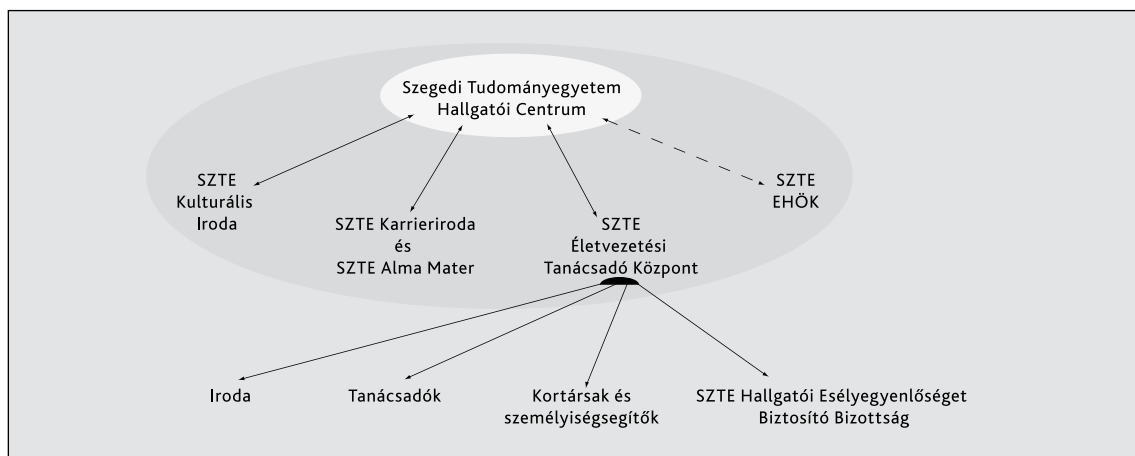 Szegedi Tudományegyetem
Hallgatói Centrum
SZTE
Kulturális
Iroda
SZTE Karrieriroda
és
SZTE Alma Mater
SZTE
Életvezetési
Tanácsadó Központ
SZTE
EHÖK
Iroda
Tanácsadók
Kortársak és
személyiségsegítők
SZTE Hallgatói Esélyegyenlőséget
Biztosító Bizottság